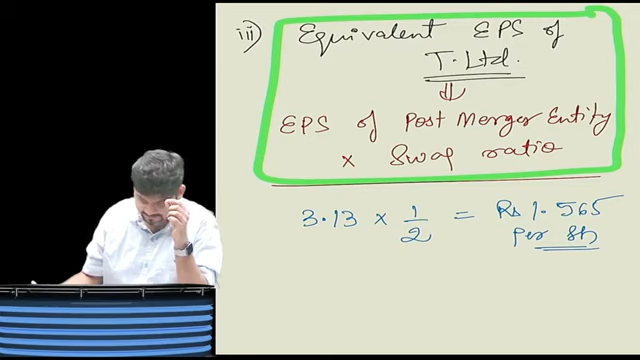 iii) Equivalent EPS of
T. Ltd.
⇓
EPS of Post Merger Entity
× Swap ratio
3.13 × 1/2 = Rs 1.565
per sh